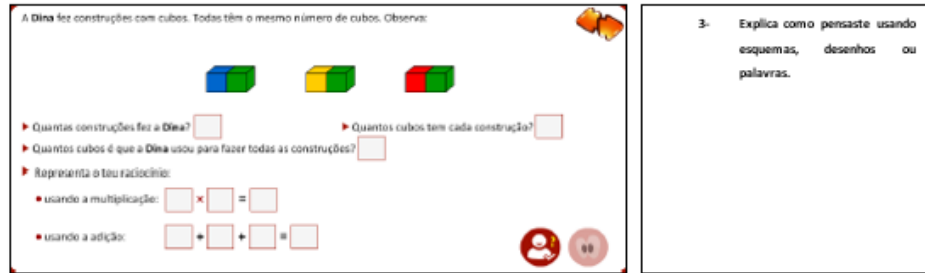 A Dina fez construções com cubos. Todas têm o mesmo número de cubos. Observa:
Quantas construções fez a Dina?
Quantos cubos tem cada construção?
Quantos cubos é que a Dina usou para fazer todas as construções?
Representa o teu raciocínio:
usando a multiplicação: × =
usando a adição: + + =
3- Explica como pensaste usando
esquemas, desenhos ou
palavras.